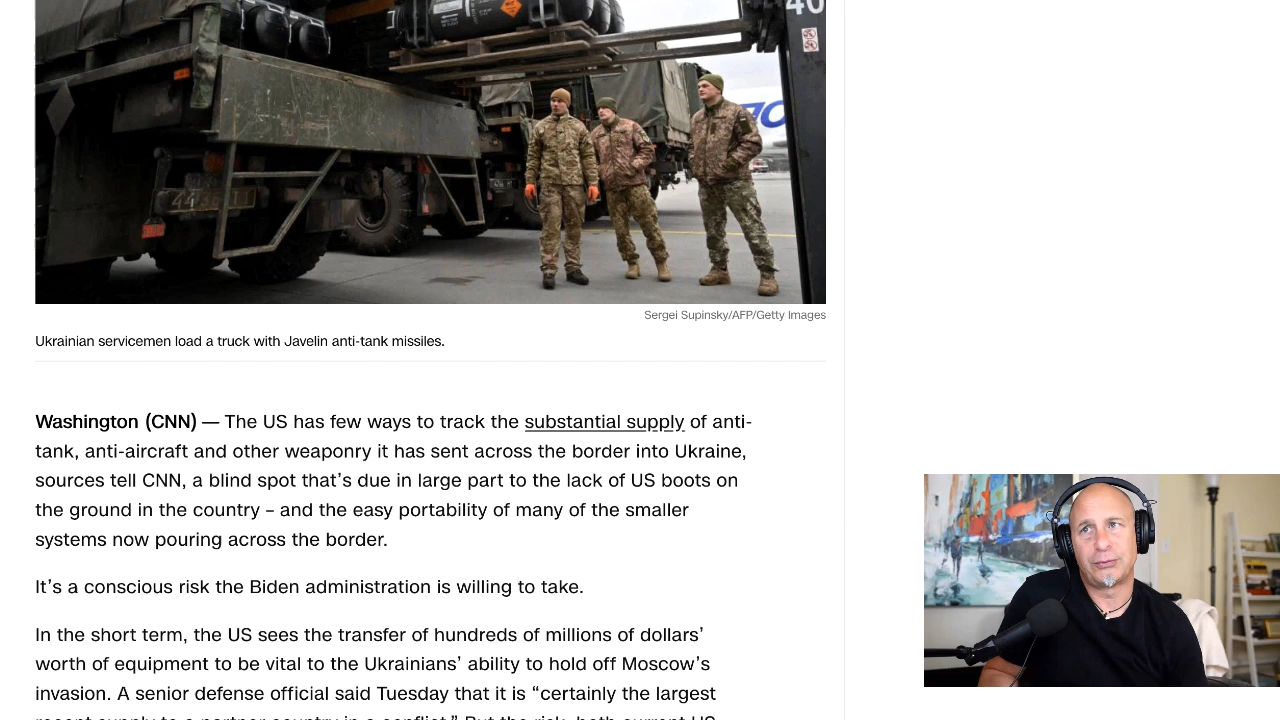 40
Sergei Supinsky/AFP/Getty Images
Ukrainian servicemen load a truck with Javelin anti-tank missiles.
Washington (CNN) — The US has few ways to track the substantial supply of anti-
tank, anti-aircraft and other weaponry it has sent across the border into Ukraine,
sources tell CNN, a blind spot that’s due in large part to the lack of US boots on
the ground in the country – and the easy portability of many of the smaller
systems now pouring across the border.
It’s a conscious risk the Biden administration is willing to take.
In the short term, the US sees the transfer of hundreds of millions of dollars’
worth of equipment to be vital to the Ukrainians’ ability to hold off Moscow’s
invasion. A senior defense official said Tuesday that it is “certainly the largest
recent supply to a partner country in a conflict.” But the risk, both current US